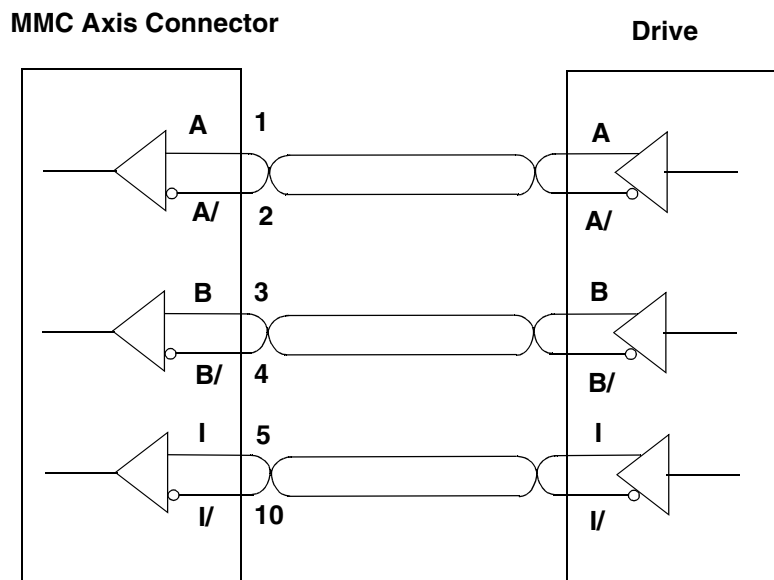 MMC Axis Connector
Drive
A 1 A
A/ 2 A/
B 3 B
B/ 4 B/
I 5 I
I/ 10 I/